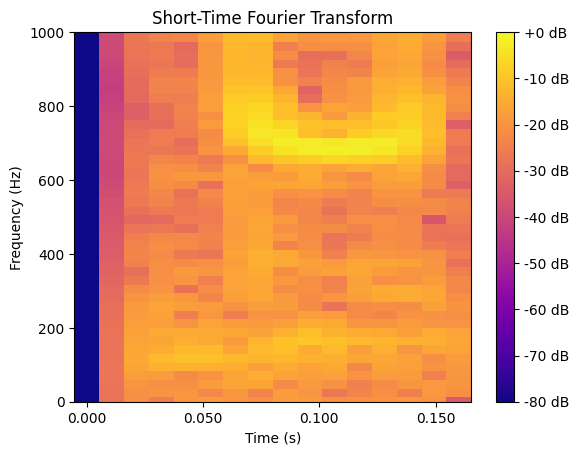 Short-Time Fourier Transform
1000
800
600
400
200
0
Frequency (Hz)
0.000
0.050
0.100
0.150
Time (s)
+0 dB
-10 dB
-20 dB
-30 dB
-40 dB
-50 dB
-60 dB
-70 dB
-80 dB